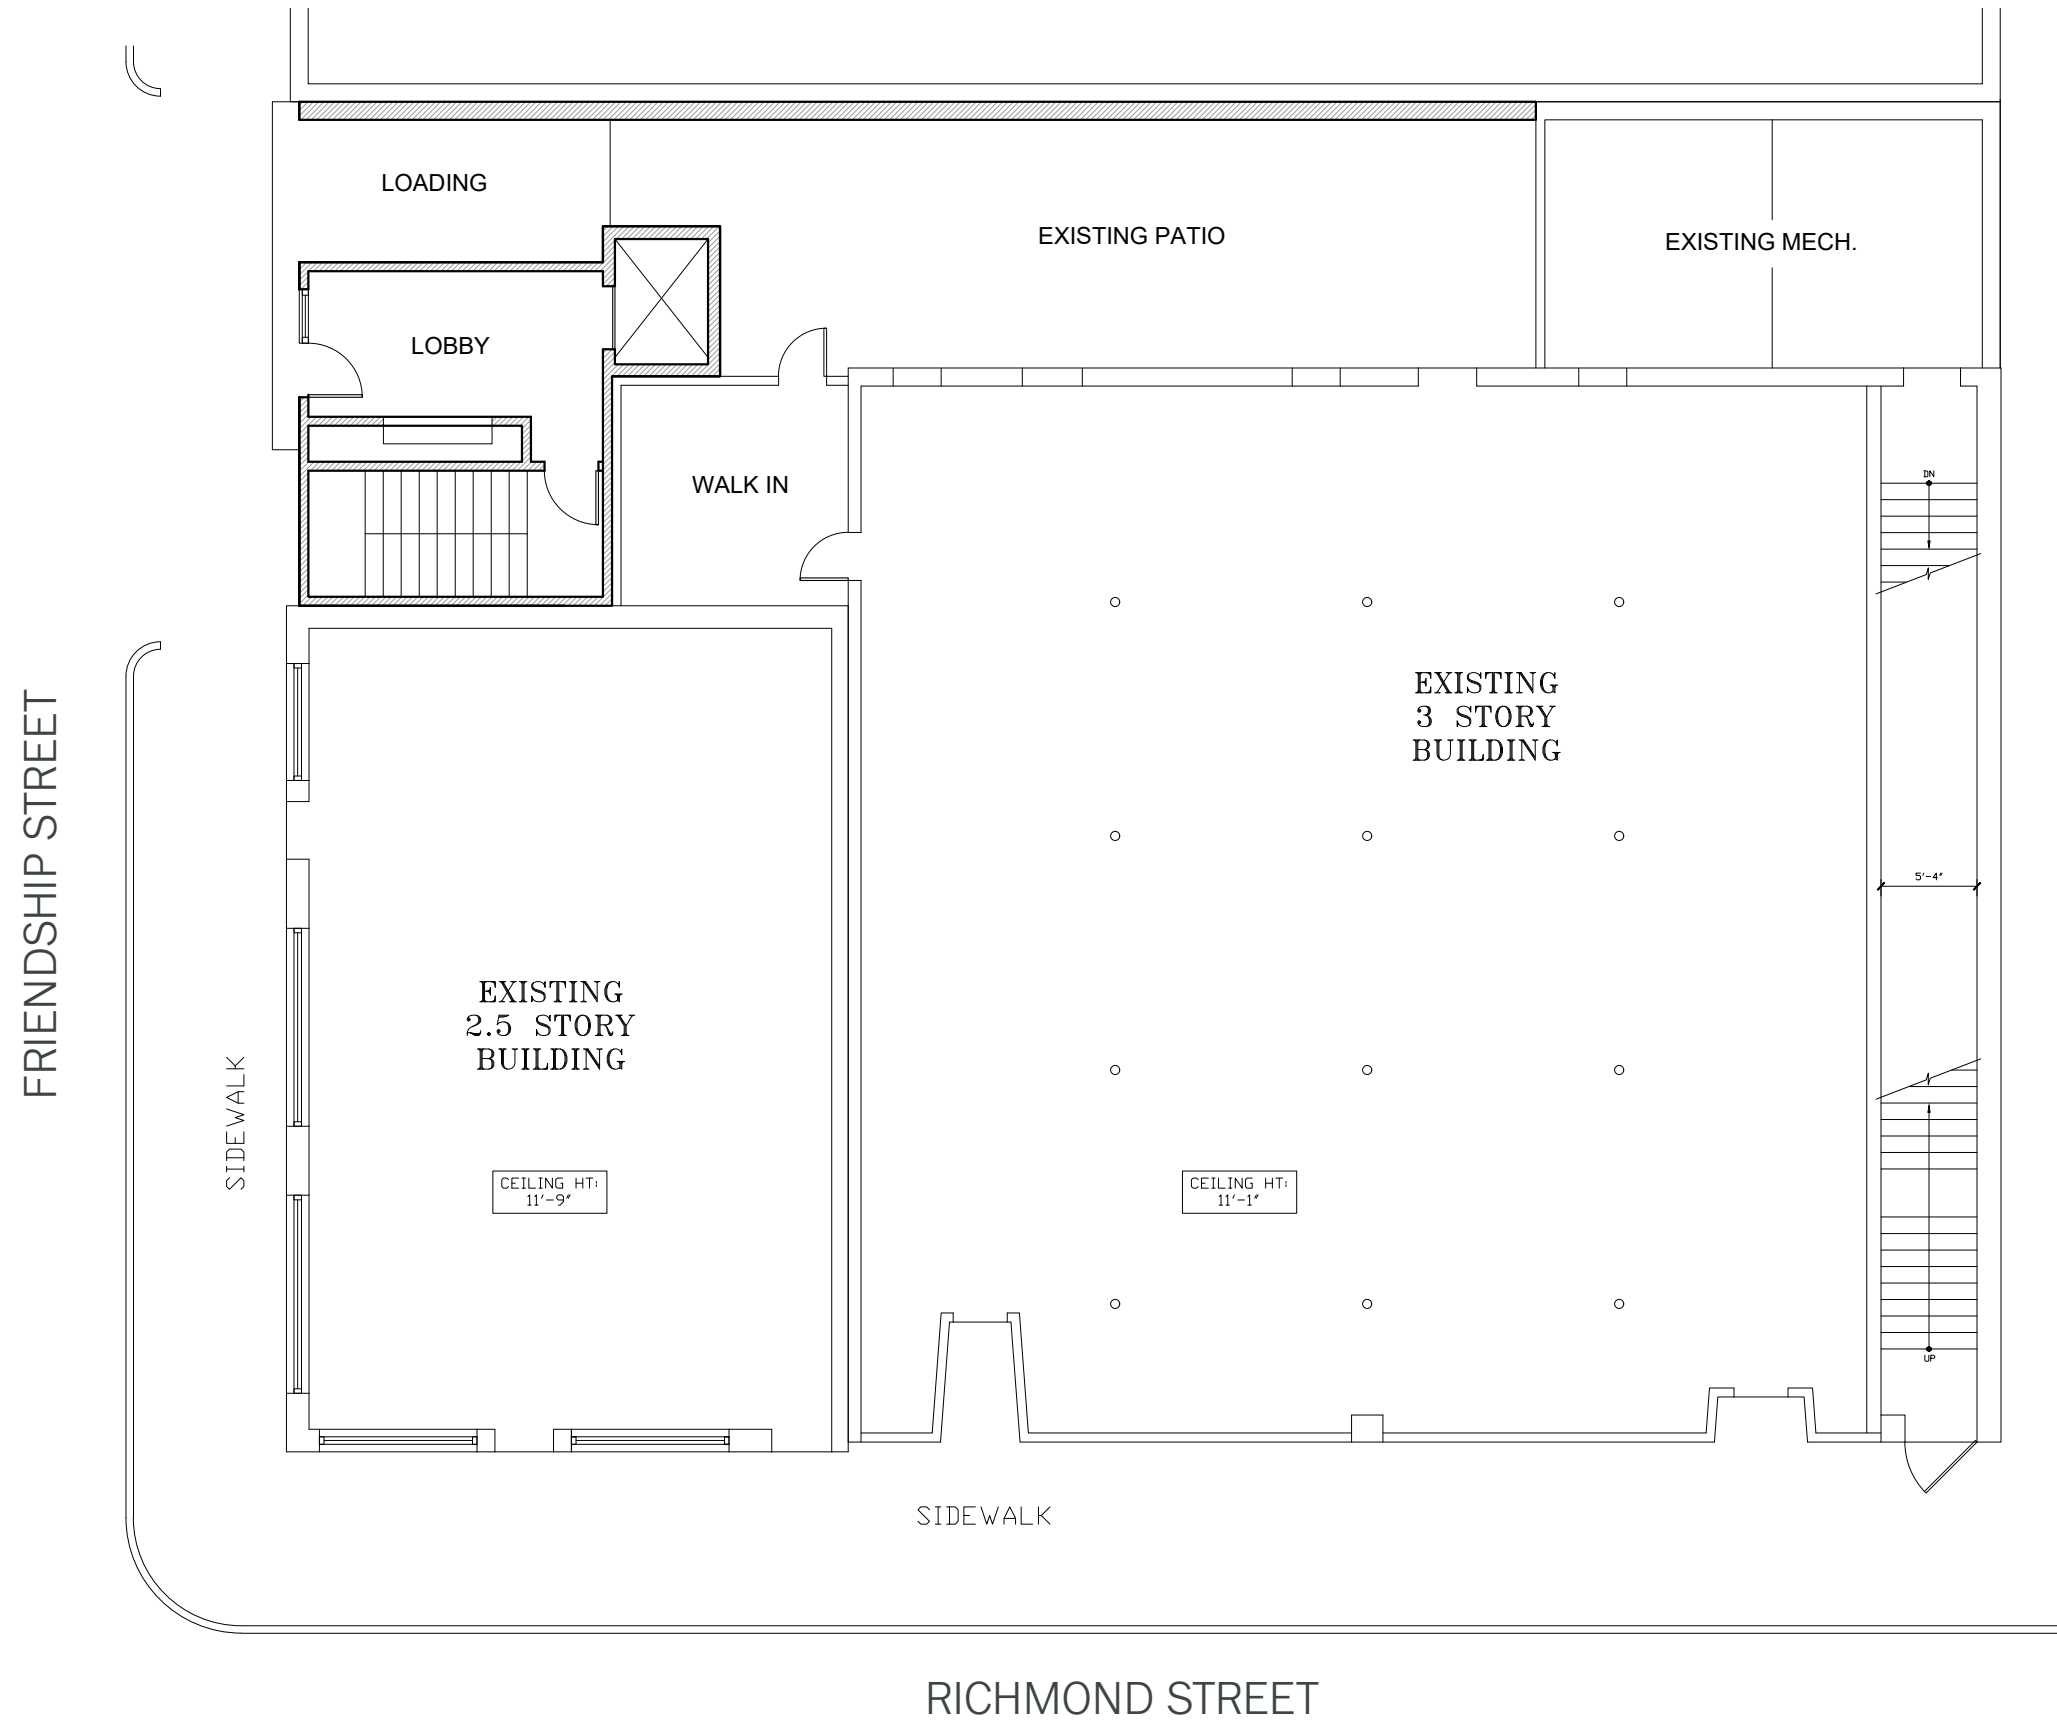 LOADING
EXISTING PATIO
EXISTING MECH.
LOBBY
WALK IN
DN
EXISTING
3 STORY
BUILDING
5'-4"
FRIENDSHIP STREET
SIDEWALK
EXISTING
2.5 STORY
BUILDING
CEILING HT:
11'-9"
CEILING HT:
11'-1"
UP
SIDEWALK
RICHMOND STREET